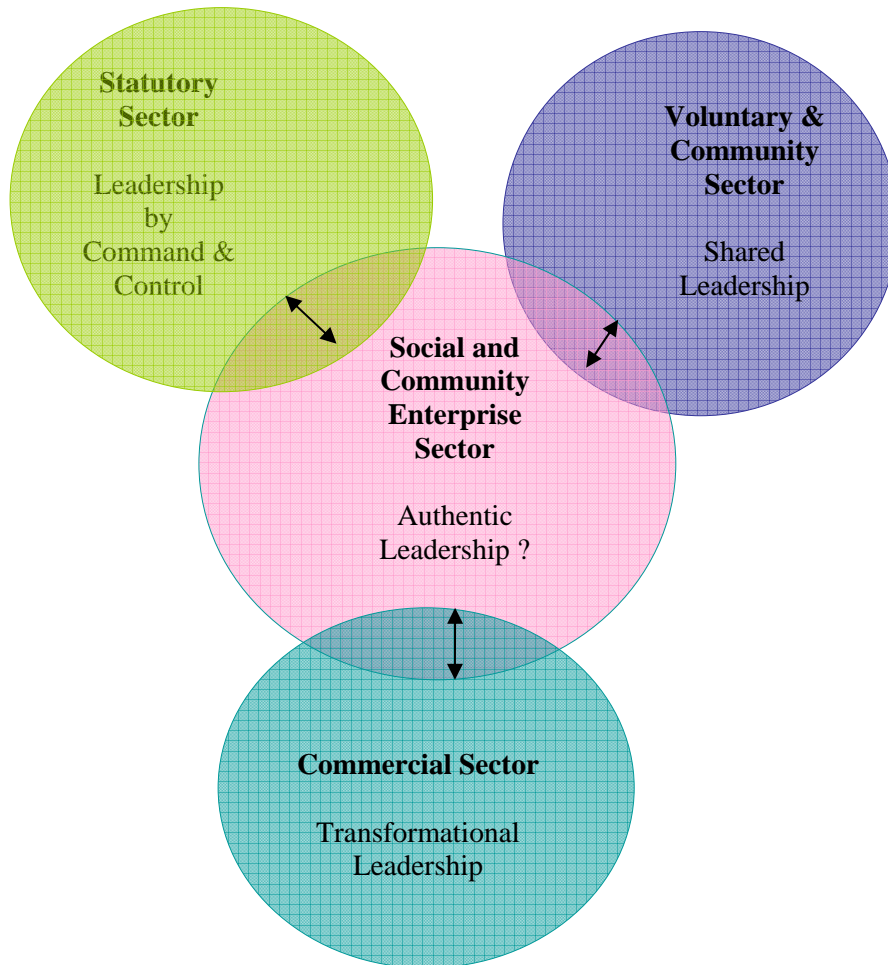 Statutory
Sector
Leadership
by
Command &
Control
Voluntary &
Community
Sector
Shared
Leadership
Social and
Community
Enterprise
Sector
Authentic
Leadership ?
Commercial Sector
Transformational
Leadership